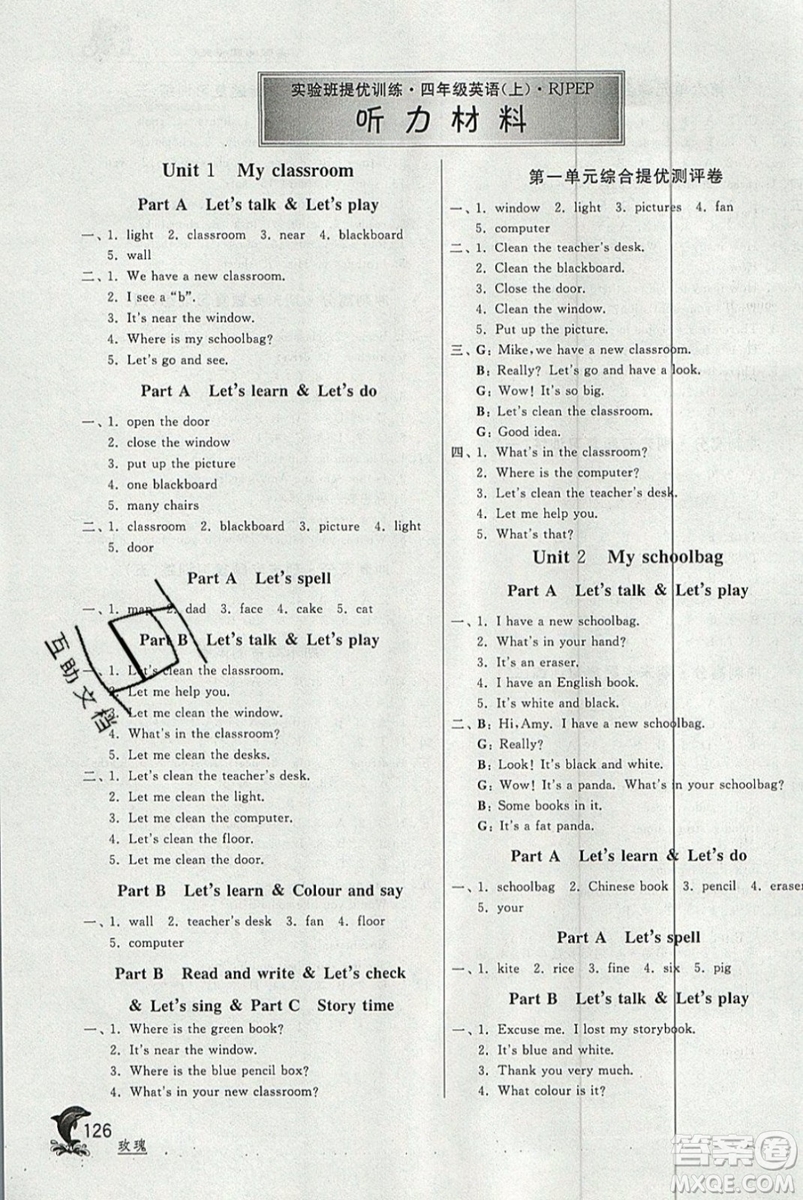 实验班提优训练·四年级英语(上)·RJPEP
听力材料
Unit 1 My classroom
Part A Let's talk & Let's play
一、1. light 2. classroom 3. near 4. blackboard
5. wall
二、1. We have a new classroom.
2. I see a “b”.
3. It's near the window.
4. Where is my schoolbag?
5. Let's go and see.
Part A Let's learn & Let's do
一、1. open the door
2. close the window
3. put up the picture
4. one blackboard
5. many chairs
二、1. classroom 2. blackboard 3. picture 4. light
5. door
Part A Let's spell
一、1. map 2. dad 3. face 4. cake 5. cat
Part B Let's talk & Let's play
一、1. Let's clean the classroom.
2. Let me help you.
3. Let me clean the window.
4. What's in the classroom?
5. Let me clean the desks.
二、1. Let's clean the teacher's desk.
2. Let me clean the light.
3. Let me clean the computer.
4. Let's clean the floor.
5. Let me clean the door.
Part B Let's learn & Colour and say
一、1. wall 2. teacher's desk 3. fan 4. floor
5. computer
Part B Read and write & Let's check
& Let's sing & Part C Story time
一、1. Where is the green book?
2. It's near the window.
3. Where is the blue pencil box?
4. What's in your new classroom?
126
玫瑰
第一单元综合提优测评卷
一、1. window 2. light 3. pictures 4. fan
5. computer
二、1. Clean the teacher's desk.
2. Clean the blackboard.
3. Close the door.
4. Clean the window.
5. Put up the picture.
三、G: Mike, we have a new classroom.
B: Really? Let's go and have a look.
G: Wow! It's so big.
B: Let's clean the classroom.
G: Good idea.
四、1. What's in the classroom?
2. Where is the computer?
3. Let's clean the teacher's desk.
4. Let me help you.
5. What's that?
Unit 2 My schoolbag
Part A Let's talk & Let's play
一、1. I have a new schoolbag.
2. What's in your hand?
3. It's an eraser.
4. I have an English book.
5. It's white and black.
二、B: Hi, Amy. I have a new schoolbag.
G: Really?
B: Look! It's black and white.
G: Wow! It's a panda. What's in your schoolbag?
B: Some books in it.
G: It's a fat panda.
Part A Let's learn & Let's do
一、1. schoolbag 2. Chinese book 3. pencil 4. eraser
5. your
Part A Let's spell
一、1. kite 2. rice 3. fine 4. six 5. pig
Part B Let's talk & Let's play
一、1. Excuse me. I lost my storybook.
2. It's blue and white.
3. Thank you very much.
4. What colour is it?
互助文档
答案卷
MXQE.COM